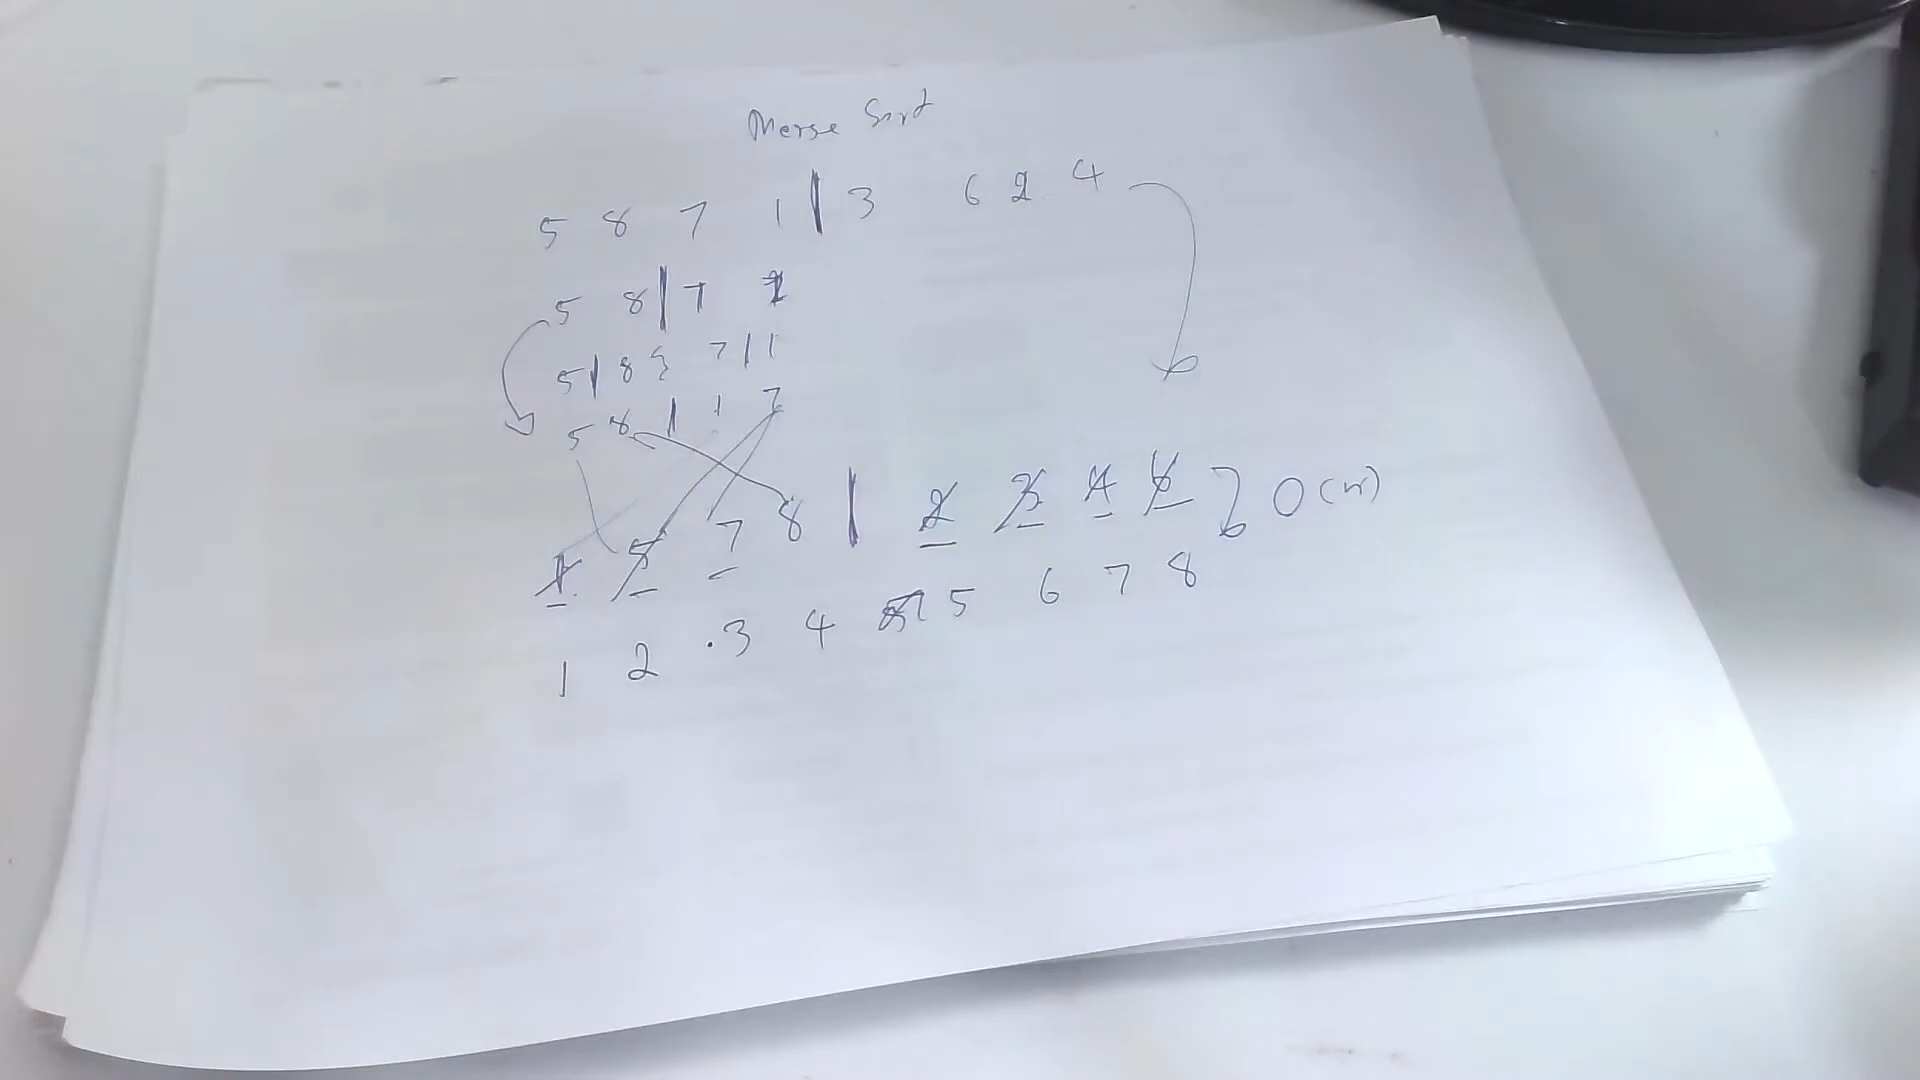 Merge Sort
5 8 7 1 | 3 6 2 4
5 8 | 7 1
5 | 8 } 7 | 1
5 8 | 1 7
1 5 7 8 | 2 3 4 6 O(n)
1 2 . 3 4 5 6 7 8